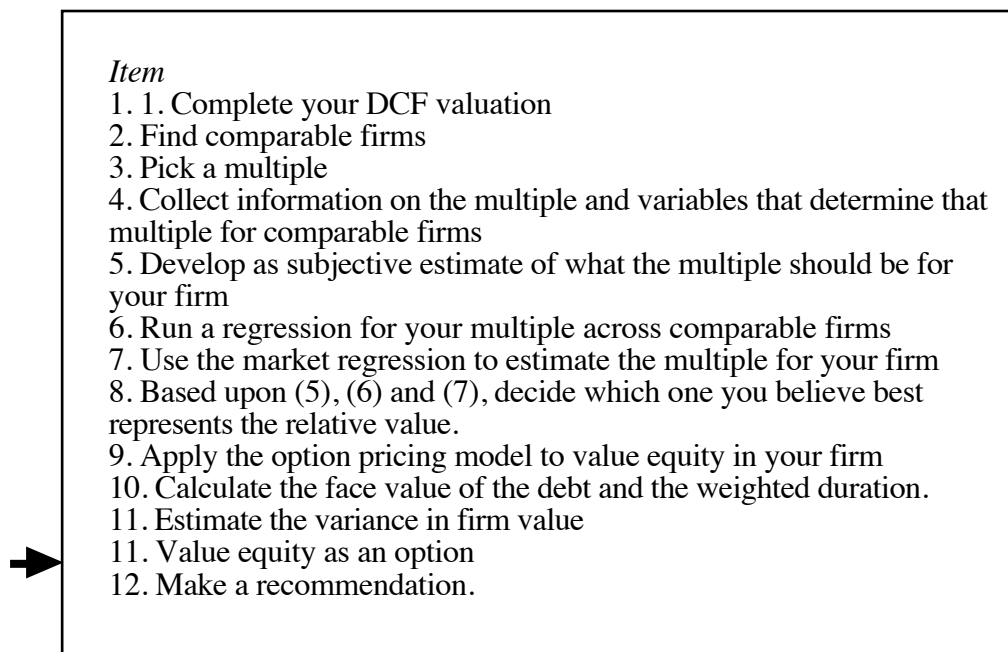 Item
1. 1. Complete your DCF valuation
2. Find comparable firms
3. Pick a multiple
4. Collect information on the multiple and variables that determine that
multiple for comparable firms
5. Develop as subjective estimate of what the multiple should be for
your firm
6. Run a regression for your multiple across comparable firms
7. Use the market regression to estimate the multiple for your firm
8. Based upon (5), (6) and (7), decide which one you believe best
represents the relative value.
9. Apply the option pricing model to value equity in your firm
10. Calculate the face value of the debt and the weighted duration.
11. Estimate the variance in firm value
11. Value equity as an option
12. Make a recommendation.